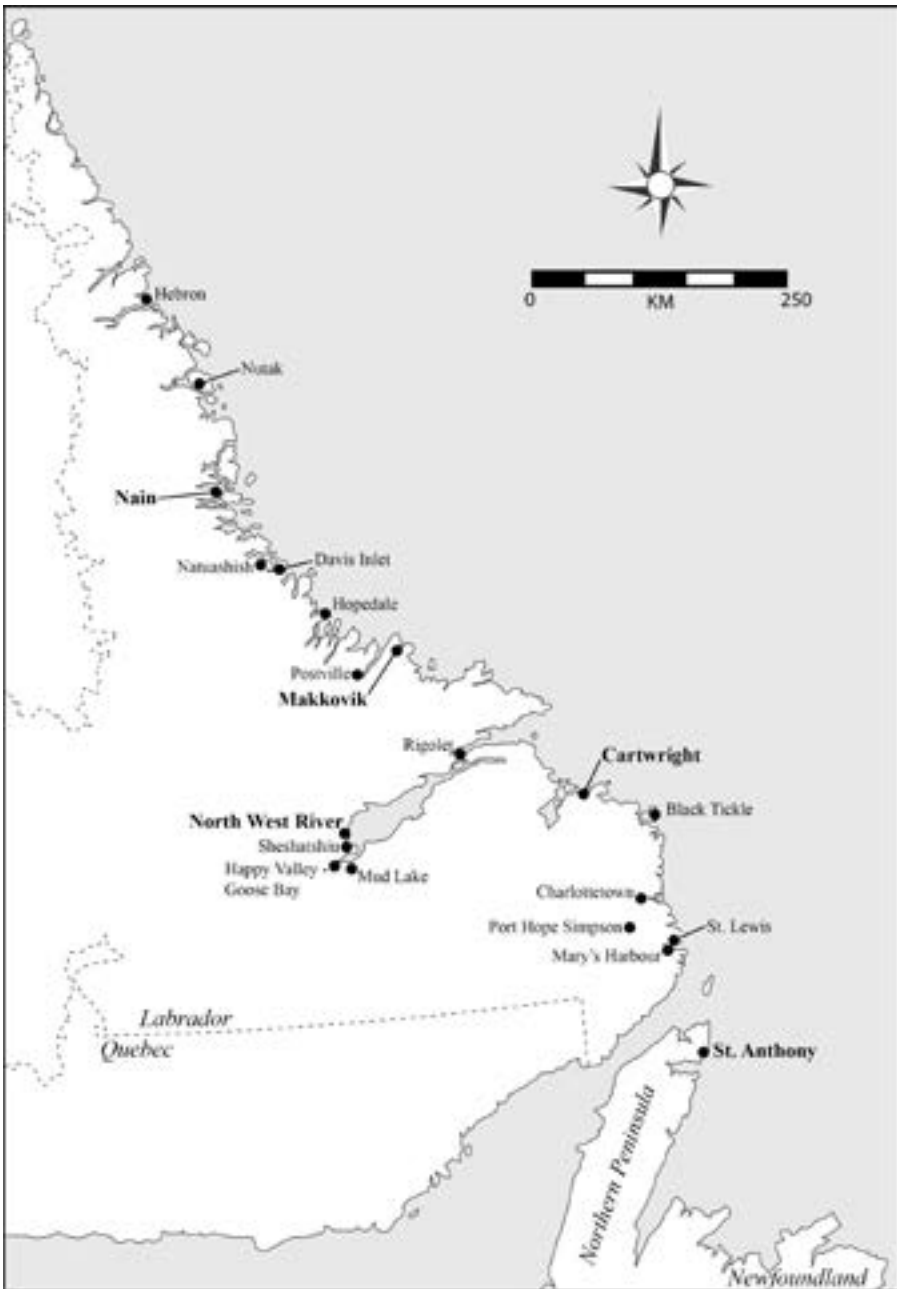 0
250
KM
Hebron
Nutak
Nain
Natuashish
Davis Inlet
Hopedale
Postville
Makkovik
Rigolet
Cartwright
Black Tickle
North West River
Sheshatshiu
Happy Valley
Goose Bay
Mud Lake
Charlottetown
Port Hope Simpson
St. Lewis
Mary's Harbour
Labrador
Quebec
St. Anthony
Northern Peninsula
Newfoundland